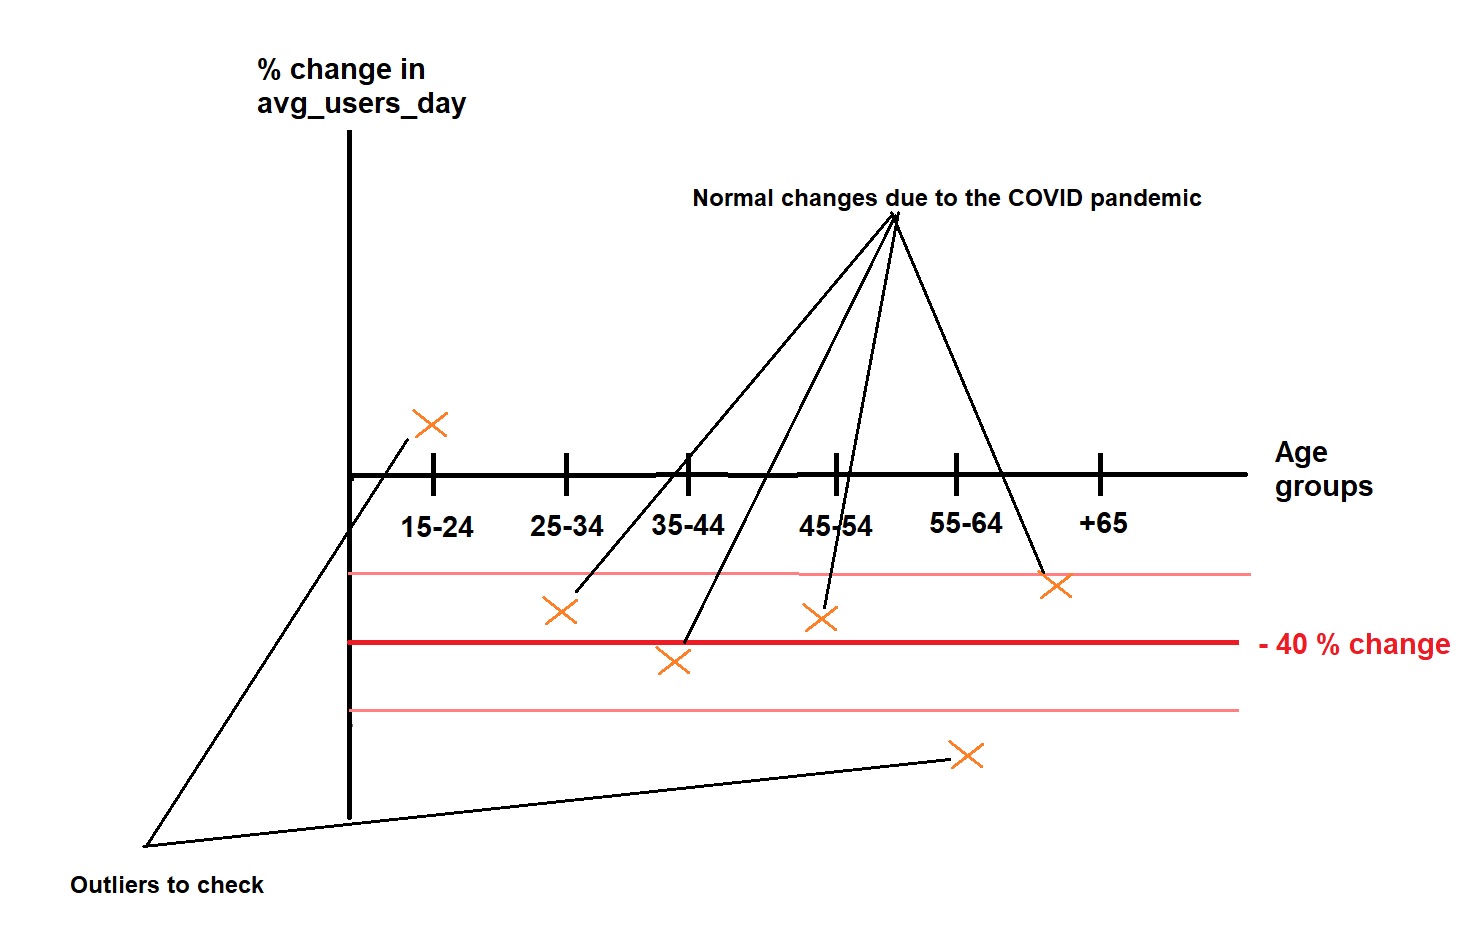 % change in
avg_users_day
Normal changes due to the COVID pandemic
Age
groups
15-24
25-34
35-44
45-54
55-64
+65
- 40 % change
Outliers to check